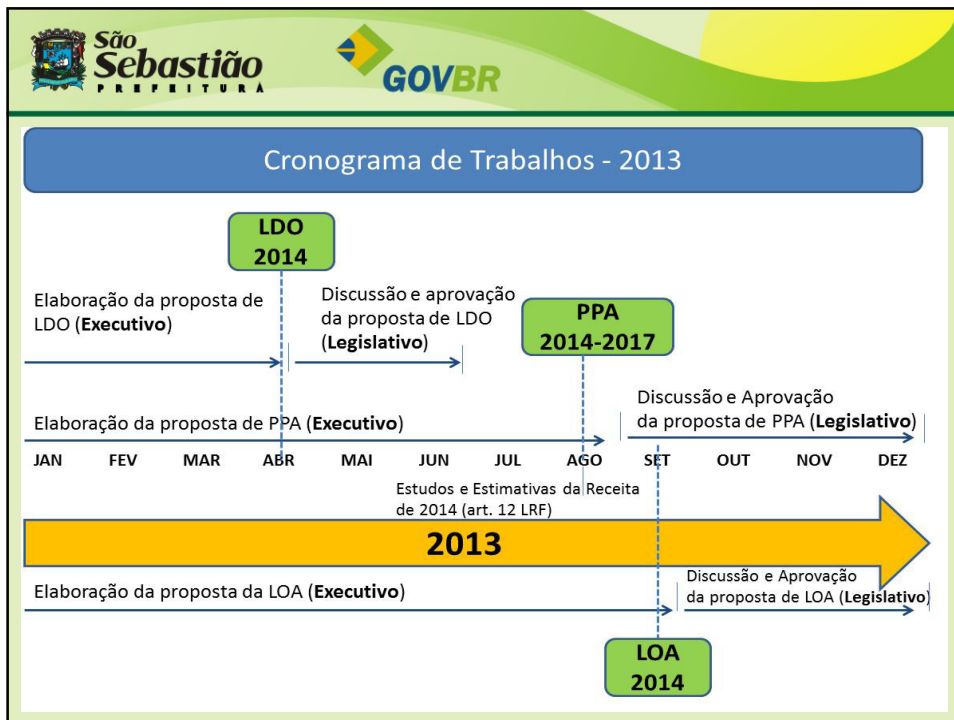 São
Sebastião
PREFEITURA
GOVBR
Cronograma de Trabalhos - 2013
LDO
2014
Elaboração da proposta de
LDO (Executivo)
Discussão e aprovação
da proposta de LDO
(Legislativo)
PPA
2014-2017
Elaboração da proposta de PPA (Executivo)
Discussão e Aprovação
da proposta de PPA (Legislativo)
JAN FEV MAR ABR MAI JUN JUL AGO SET OUT NOV DEZ
Estudos e Estimativas da Receita
de 2014 (art. 12 LRF)
2013
Elaboração da proposta da LOA (Executivo)
Discussão e Aprovação
da proposta de LOA (Legislativo)
LOA
2014